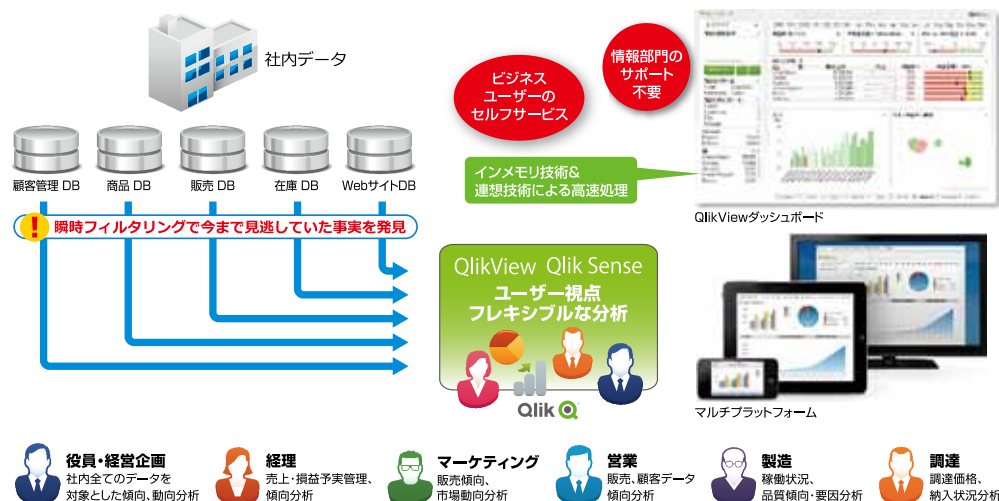 社内データ
顧客管理 DB
商品 DB
販売 DB
在庫 DB
WebサイトDB
! 瞬時フィルタリングで今まで見逃していた事実を発見
ビジネス
ユーザーの
セルフサービス
情報部門の
サポート
不要
インメモリ技術&
連想技術による高速処理
QlikViewダッシュボード
QlikView Qlik Sense
ユーザー視点
フレキシブルな分析
Qlik
マルチプラットフォーム
役員・経営企画
社内全てのデータを
対象とした傾向、動向分析
経理
売上・損益予実管理、
傾向分析
マーケティング
販売傾向、
市場動向分析
営業
販売、顧客データ
傾向分析
製造
稼働状況、
品質傾向・要因分析
調達
調達価格、
納入状況分析